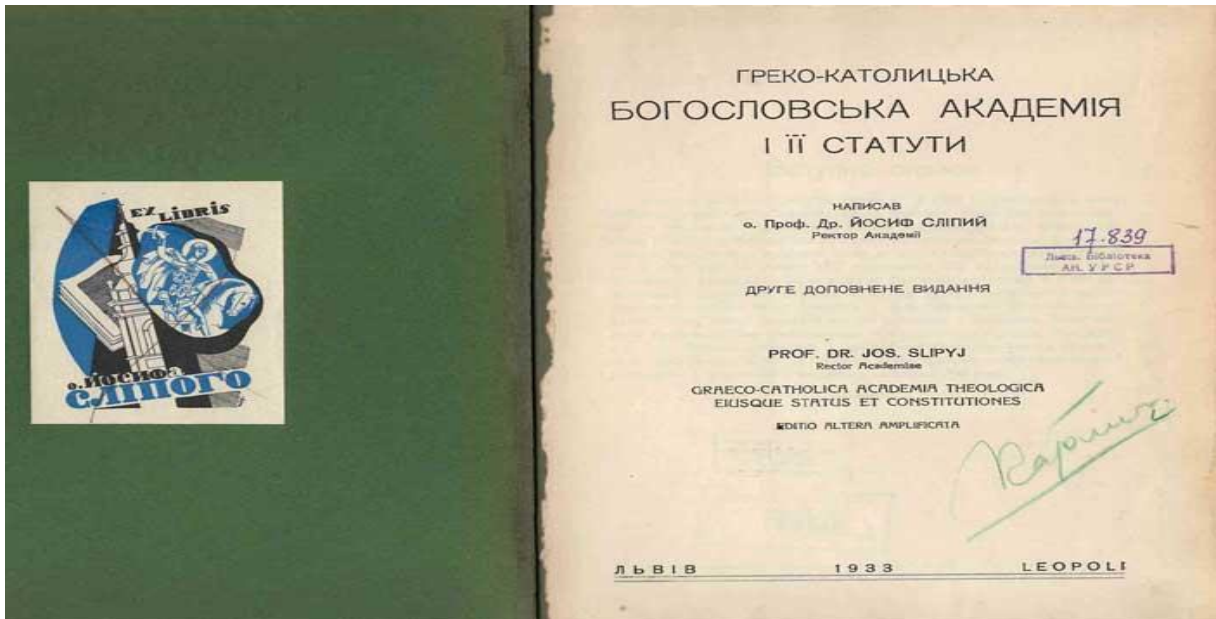 EX LIBRIS
о. ЙОСИФа
СЛІПОГО
ГРЕКО-КАТОЛИЦЬКА
БОГОСЛОВСЬКА АКАДЕМІЯ
І ЇЇ СТАТУТИ
НАПИСАВ
о. Проф. Др. ЙОСИФ СЛІПИЙ
Ректор Академії
17.839
Львів. Бібліотека
АН. УРСР
ДРУГЕ ДОПОВНЕНЕ ВИДАННЯ
PROF. DR. JOS. SLIPYJ
Rector Academiae
GRAECO-CATHOLICA ACADEMIA THEOLOGICA
EIUSQUE STATUS ET CONSTITUTIONES
EDITIO ALTERA AMPLIFICATA
ЛЬВІВ 1933 LEOPOLI